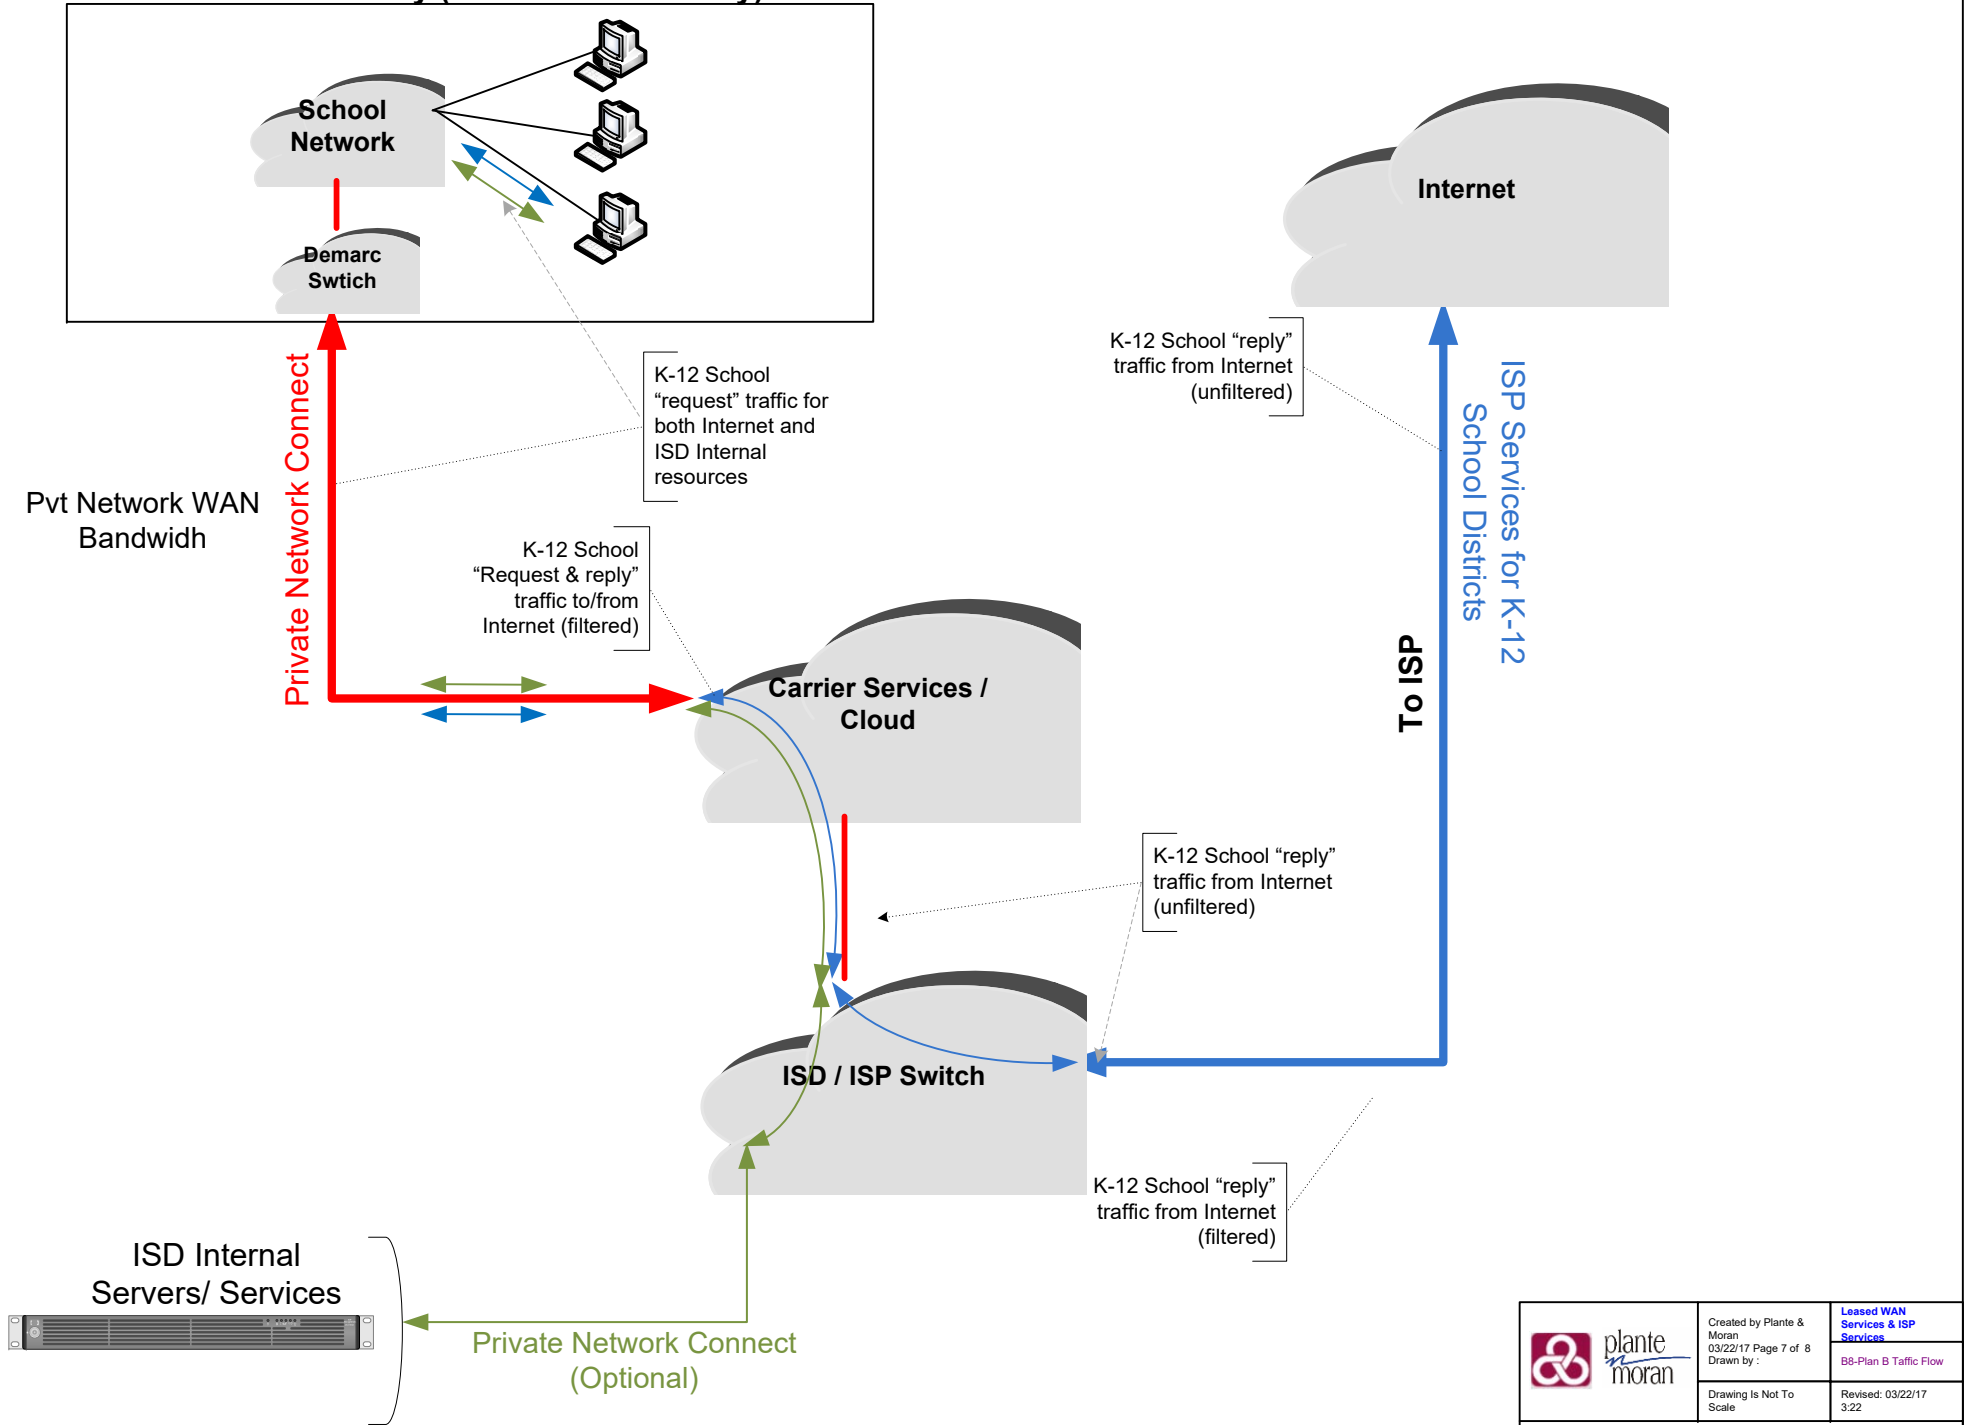 School
Network
Demarc
Swtich
Internet
K-12 School “reply”
traffic from Internet
(unfiltered)
K-12 School
“request” traffic for
both Internet and
ISD Internal
resources
Private Network Connect
ISP Services for K-12
School Districts
Pvt Network WAN
Bandwidh
K-12 School
“Request & reply”
traffic to/from
Internet (filtered)
To ISP
Carrier Services /
Cloud
K-12 School “reply”
traffic from Internet
(unfiltered)
ISD / ISP Switch
K-12 School “reply”
traffic from Internet
(filtered)
ISD Internal
Servers/ Services
Private Network Connect
(Optional)
plante
moran
Created by Plante &
Moran
03/22/17 Page 7 of 8
Drawn by :
Leased WAN
Services & ISP
Services
B8-Plan B Taffic Flow
Drawing Is Not To
Scale
Revised: 03/22/17
3:22